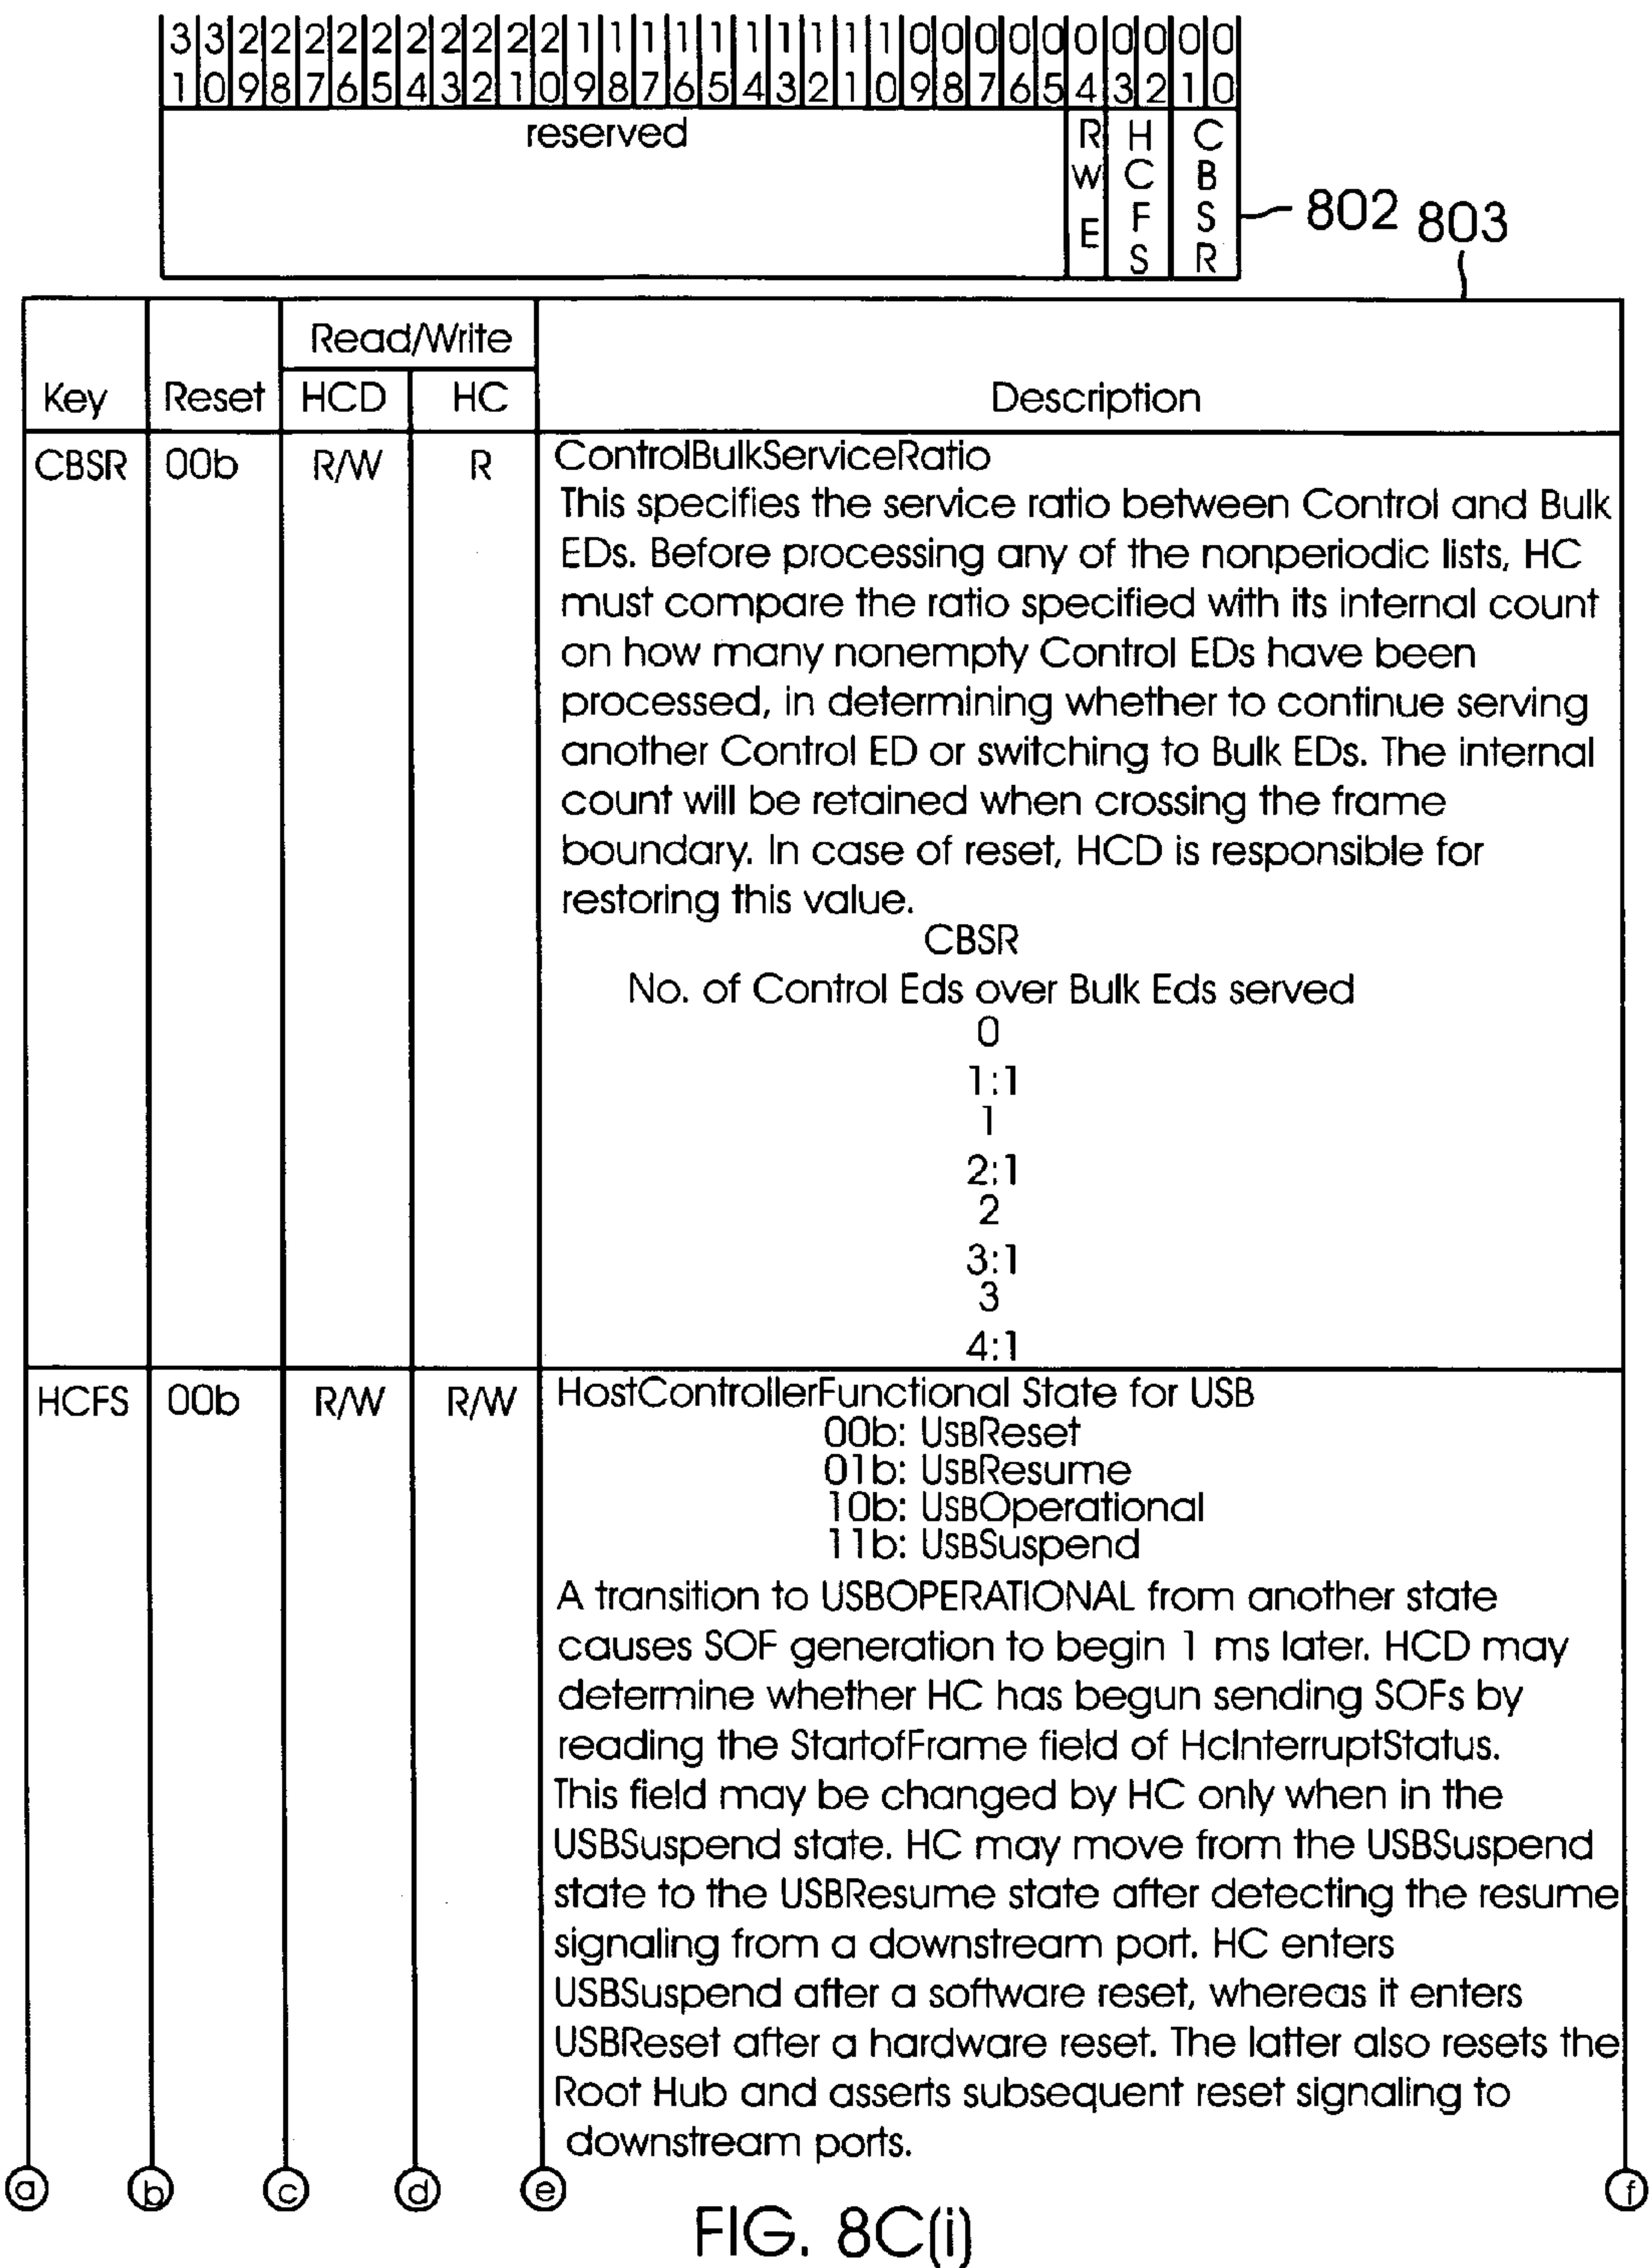 3 3 2 2 2 2 2 2 2 2 2 2 1 1 1 1 1 1 1 1 1 1 0 0 0 0 0 0 0 0 0 0
1 0 9 8 7 6 5 4 3 2 1 0 9 8 7 6 5 4 3 2 1 0 9 8 7 6 5 4 3 2 1 0
reserved
RWE
HCFS
CBSR
802
803
Key Reset Read/Write Description
HCD HC
CBSR 00b R/W R ControlBulkServiceRatio
This specifies the service ratio between Control and Bulk
EDs. Before processing any of the nonperiodic lists, HC
must compare the ratio specified with its internal count
on how many nonempty Control EDs have been
processed, in determining whether to continue serving
another Control ED or switching to Bulk EDs. The internal
count will be retained when crossing the frame
boundary. In case of reset, HCD is responsible for
restoring this value.
CBSR
No. of Control Eds over Bulk Eds served
0
1:1
1
2:1
2
3:1
3
4:1
HCFS 00b R/W R/W HostControllerFunctional State for USB
00b: USBReset
01b: USBResume
10b: USBOperational
11b: USBSuspend
A transition to USBOPERATIONAL from another state
causes SOF generation to begin 1 ms later. HCD may
determine whether HC has begun sending SOFs by
reading the StartofFrame field of HcInterruptStatus.
This field may be changed by HC only when in the
USBSuspend state. HC may move from the USBSuspend
state to the USBResume state after detecting the resume
signaling from a downstream port. HC enters
USBSuspend after a software reset, whereas it enters
USBReset after a hardware reset. The latter also resets the
Root Hub and asserts subsequent reset signaling to
downstream ports.
a b c d e f
FIG. 8C(i)